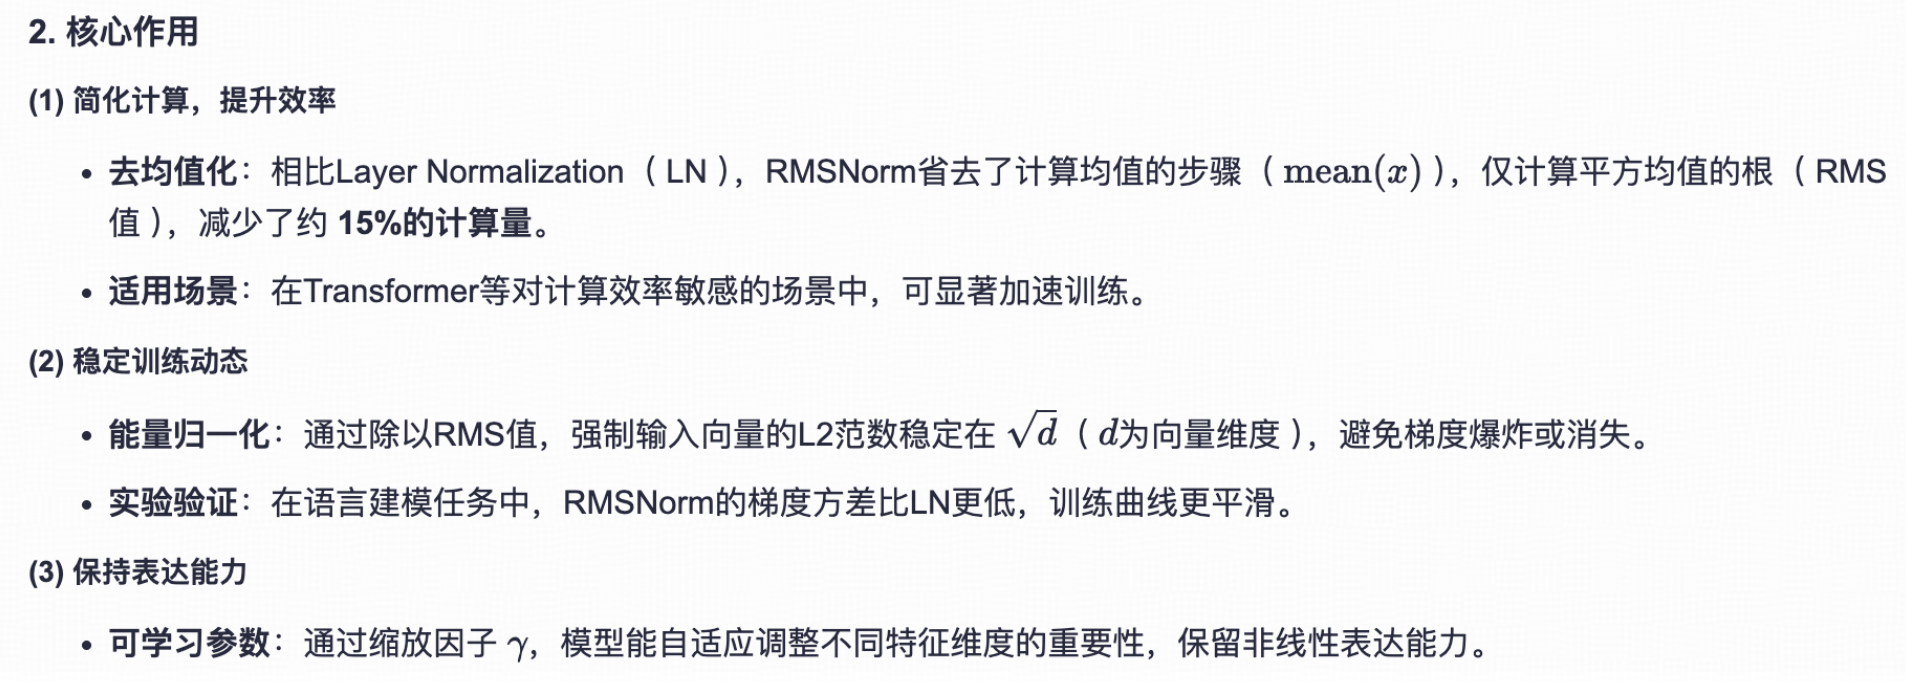 2. 核心作用
(1) 简化计算，提升效率
• 去均值化：相比Layer Normalization（LN），RMSNorm省去了计算均值的步骤（mean(x)），仅计算平方均值的根（RMS
值），减少了约 15%的计算量。
• 适用场景：在Transformer等对计算效率敏感的场景中，可显著加速训练。
(2) 稳定训练动态
• 能量归一化：通过除以RMS值，强制输入向量的L2范数稳定在 √d（d为向量维度），避免梯度爆炸或消失。
• 实验验证：在语言建模任务中，RMSNorm的梯度方差比LN更低，训练曲线更平滑。
(3) 保持表达能力
• 可学习参数：通过缩放因子 γ，模型能自适应调整不同特征维度的重要性，保留非线性表达能力。